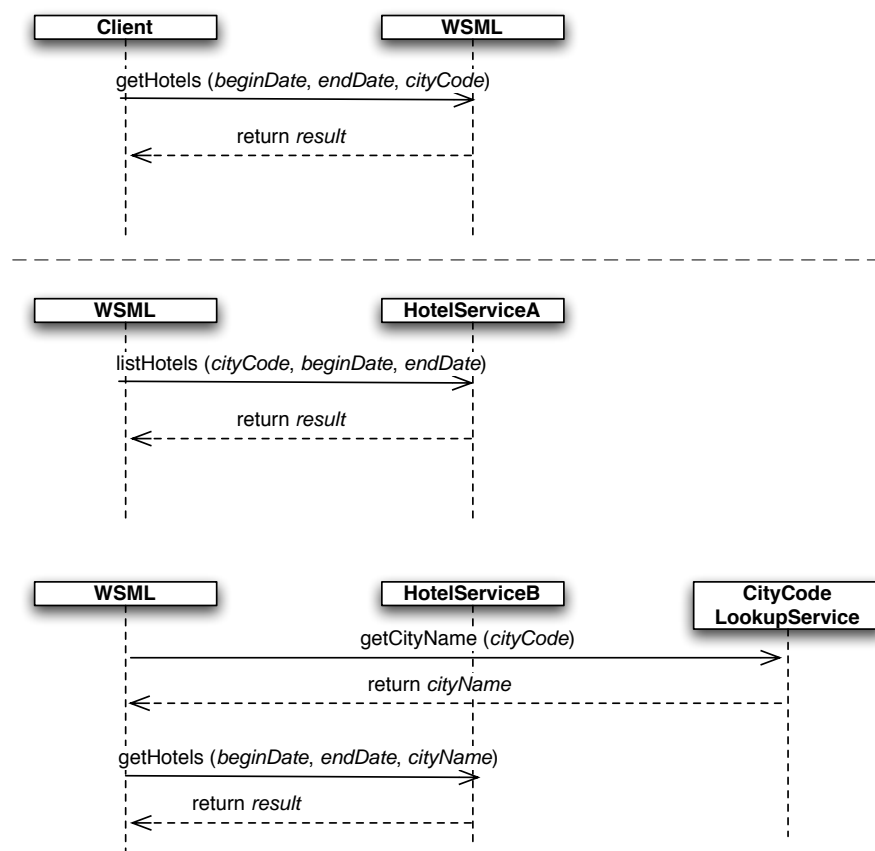 Client
WSML
getHotels (beginDate, endDate, cityCode)
return result
WSML
HotelServiceA
listHotels (cityCode, beginDate, endDate)
return result
WSML
HotelServiceB
CityCode
LookupService
getCityName (cityCode)
return cityName
getHotels (beginDate, endDate, cityName)
return result